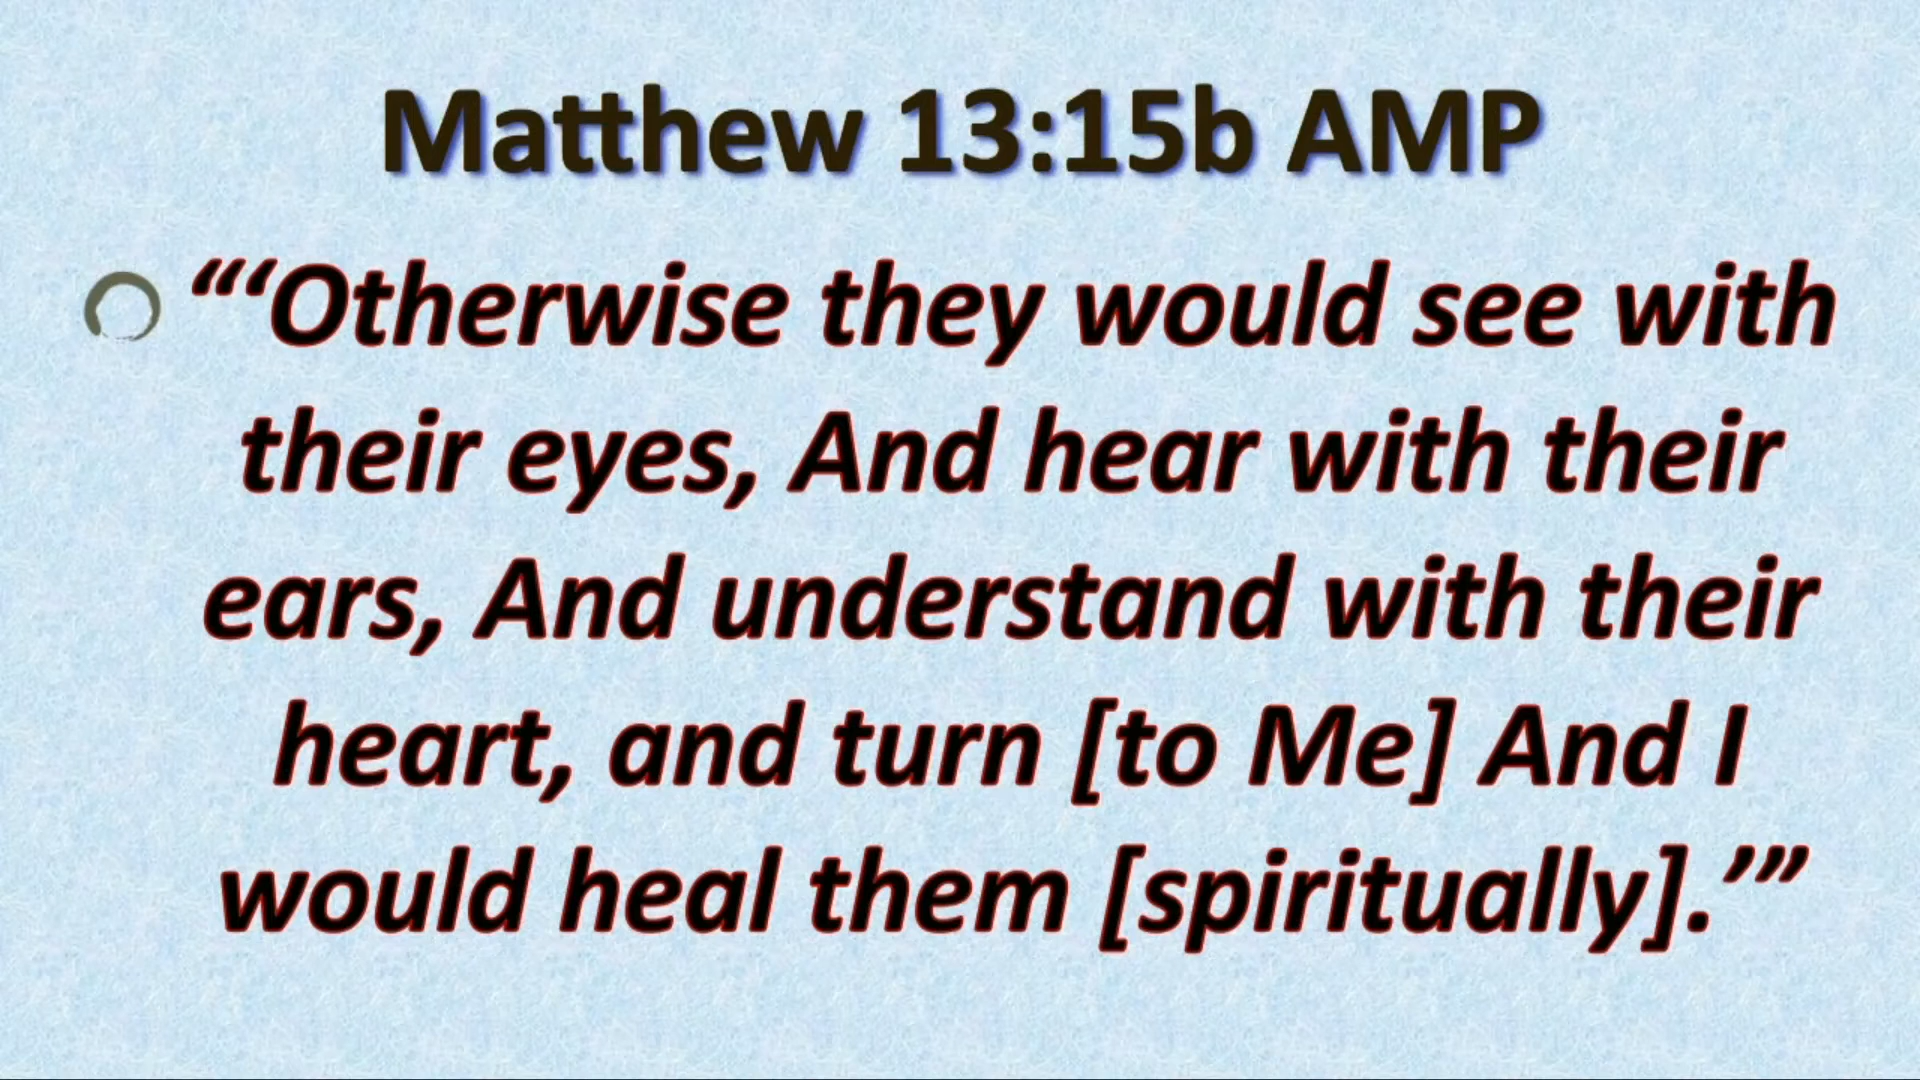 Matthew 13:15b AMP
“‘Otherwise they would see with
their eyes, And hear with their
ears, And understand with their
heart, and turn [to Me] And I
would heal them [spiritually].’”